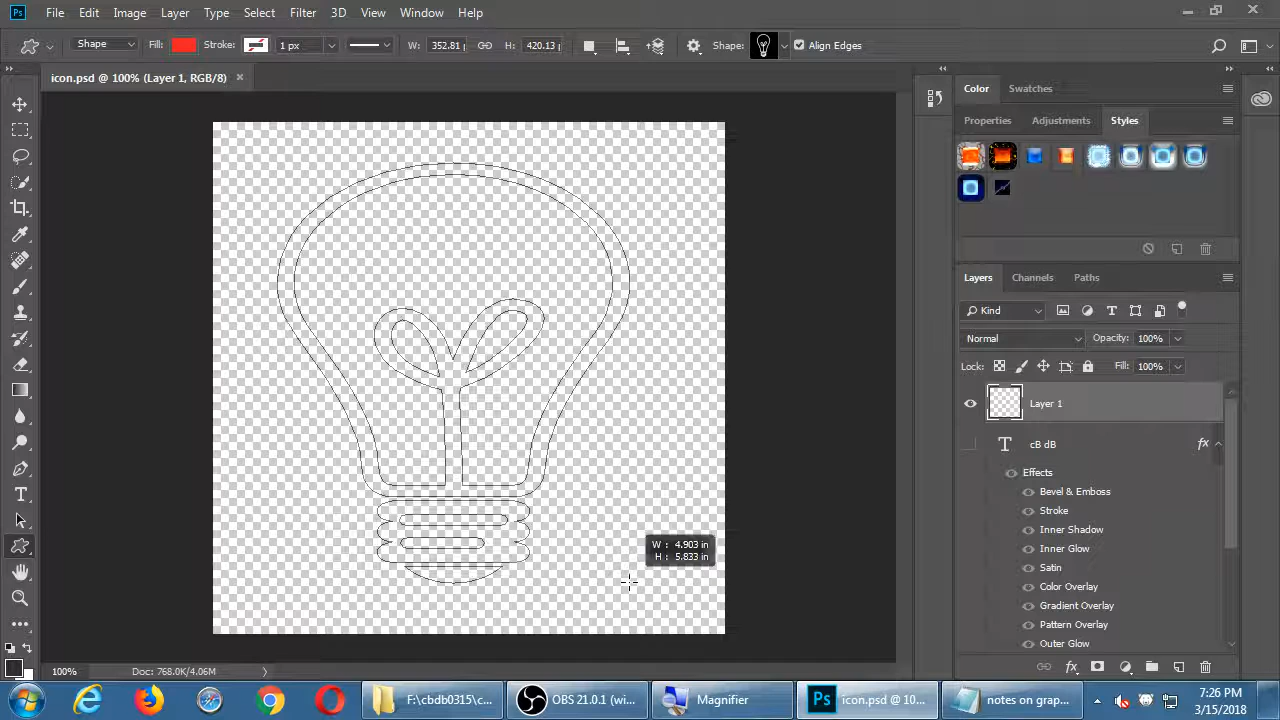 Ps File Edit Image Layer Type Select Filter 3D View Window Help
Shape Fill: Stroke: 1 px W: 352.81 p H: 420.13 p Shape: Align Edges
icon.psd @ 100% (Layer 1, RGB/8) ×
Color Swatches
Properties Adjustments Styles
Layers Channels Paths
Kind
Normal Opacity: 100%
Lock: Fill: 100%
Layer 1
T cB dB fx
Effects
Bevel & Emboss
Stroke
Inner Shadow
Inner Glow
Satin
Color Overlay
Gradient Overlay
Pattern Overlay
Outer Glow
W : 4.903 in
H : 5.833 in
100% Doc: 768.0K/4.06M
fx
F:\cbdb0315\c... OBS 21.0.1 (wi... Magnifier Ps icon.psd @ 10... notes on grap...
7:26 PM
3/15/2018